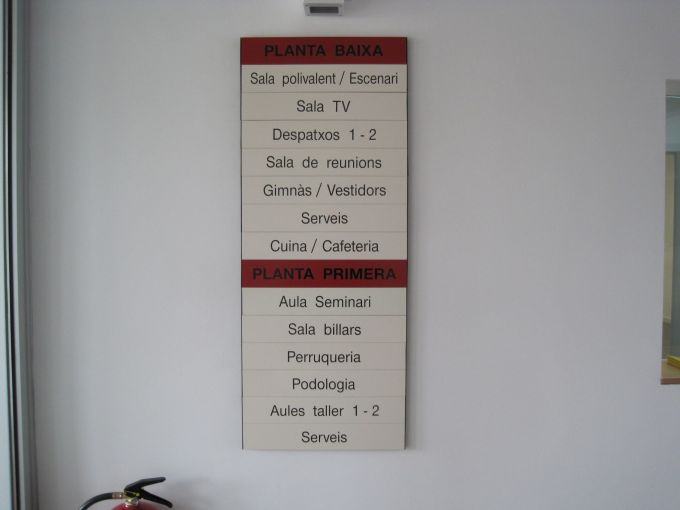 PLANTA BAIXA
Sala polivalent / Escenari
Sala TV
Despatxos 1 - 2
Sala de reunions
Gimnàs / Vestidors
Serveis
Cuina / Cafeteria
PLANTA PRIMERA
Aula Seminari
Sala billars
Perruqueria
Podologia
Aules taller 1 - 2
Serveis